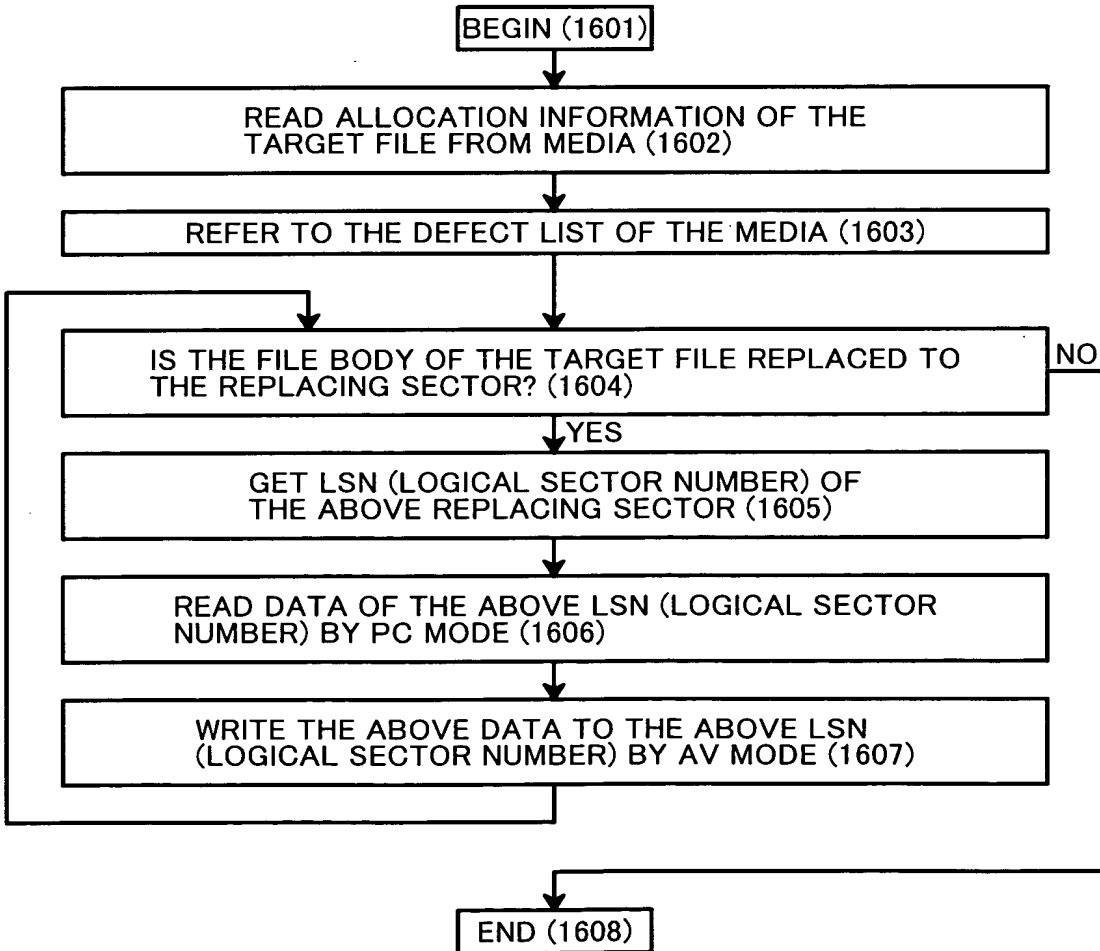 BEGIN (1601)
READ ALLOCATION INFORMATION OF THE
TARGET FILE FROM MEDIA (1602)
REFER TO THE DEFECT LIST OF THE MEDIA (1603)
IS THE FILE BODY OF THE TARGET FILE REPLACED TO
THE REPLACING SECTOR? (1604)
NO
YES
GET LSN (LOGICAL SECTOR NUMBER) OF
THE ABOVE REPLACING SECTOR (1605)
READ DATA OF THE ABOVE LSN (LOGICAL SECTOR
NUMBER) BY PC MODE (1606)
WRITE THE ABOVE DATA TO THE ABOVE LSN
(LOGICAL SECTOR NUMBER) BY AV MODE (1607)
END (1608)